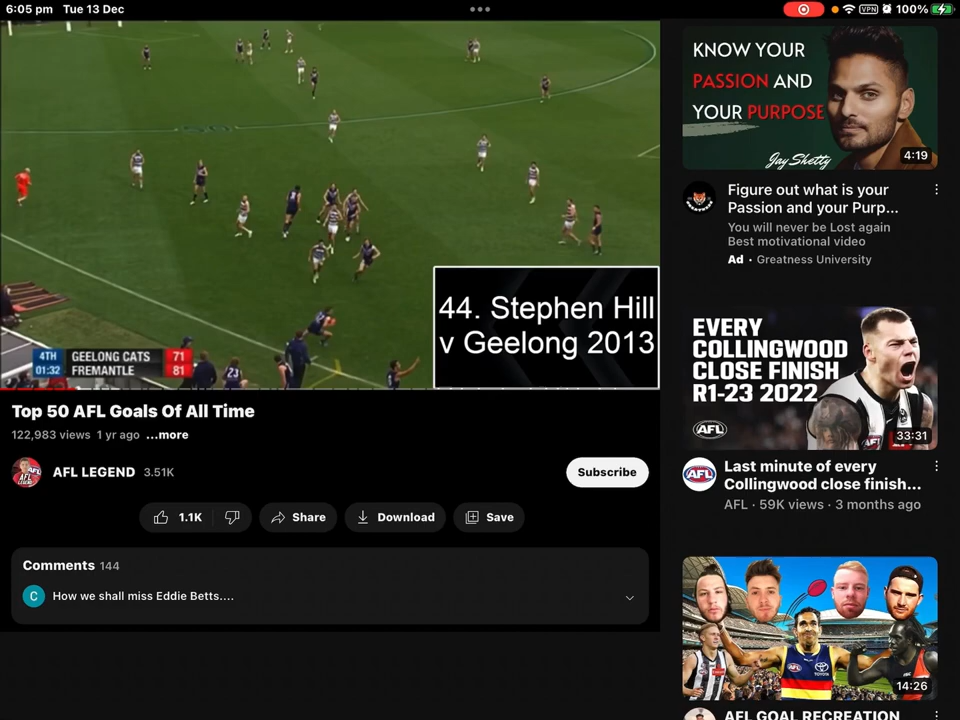 6:05 pm Tue 13 Dec
VPN 100%
44. Stephen Hill
v Geelong 2013
4TH GEELONG CATS 71
01:32 FREMANTLE 81
23
Top 50 AFL Goals Of All Time
122,983 views 1 yr ago ...more
AFL LEGEND 3.51K
Subscribe
1.1K
Share
Download
Save
Comments 144
C How we shall miss Eddie Betts....
KNOW YOUR
PASSION AND
YOUR PURPOSE
Jay Shetty
4:19
Figure out what is your
Passion and your Purp...
You will never be Lost again
Best motivational video
Ad · Greatness University
EVERY
COLLINGWOOD
CLOSE FINISH
R1-23 2022
AFL
33:31
AFL
Last minute of every
Collingwood close finish...
AFL · 59K views · 3 months ago
TOYOTA
14:26
AFL GOAL RECREATION